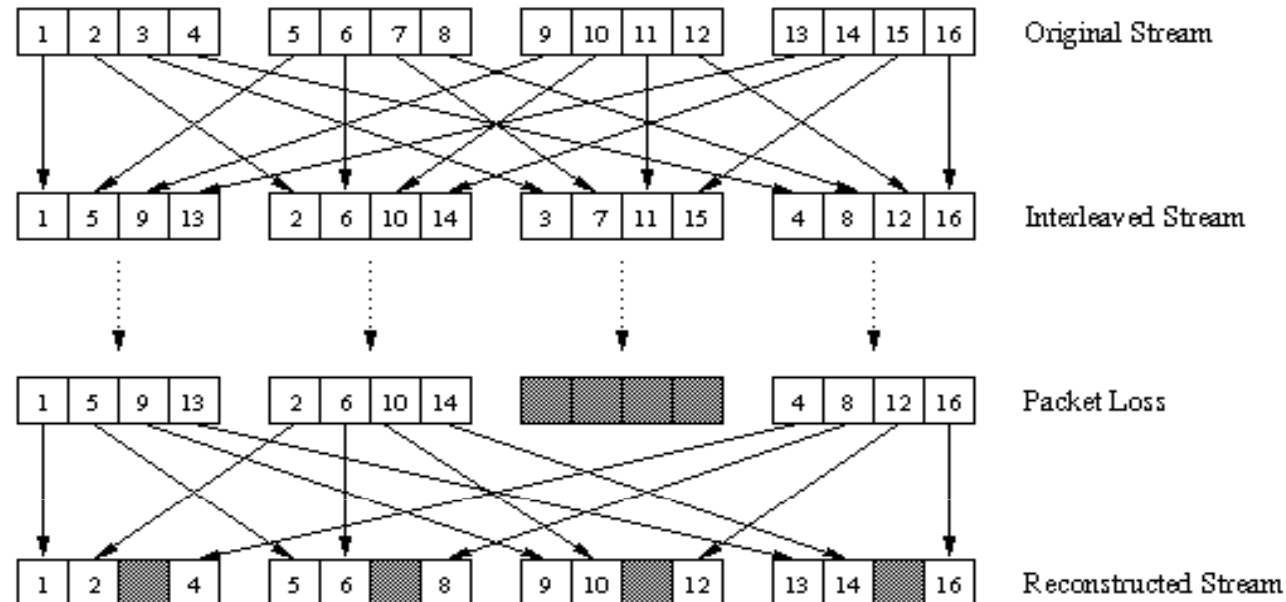 1 2 3 4 5 6 7 8 9 10 11 12 13 14 15 16 Original Stream
1 5 9 13 2 6 10 14 3 7 11 15 4 8 12 16 Interleaved Stream
1 5 9 13 2 6 10 14 4 8 12 16 Packet Loss
1 2 4 5 6 8 9 10 12 13 14 16 Reconstructed Stream